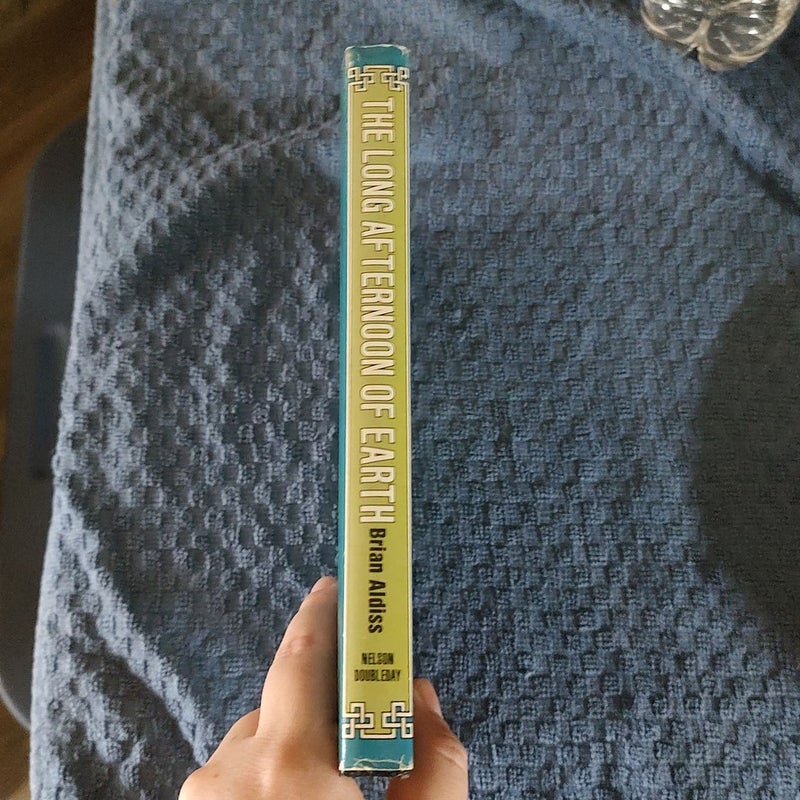 THE LONG AFTERNOON OF EARTH
Brian Aldiss
NELSON
DOUBLEDAY